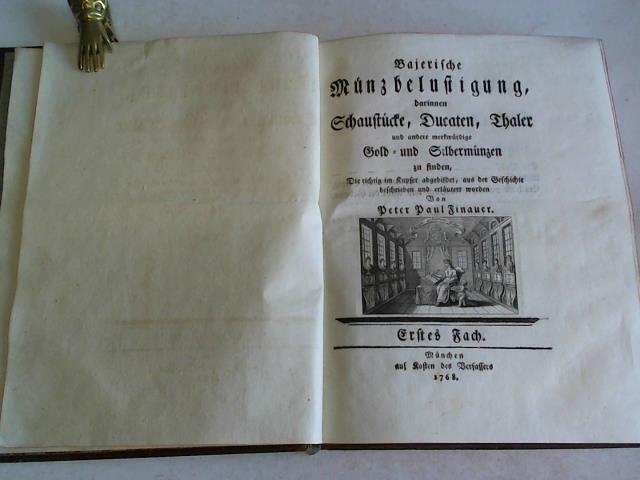 Bajerische
Münzbelustigung,
darinnen
Schaustücke, Ducaten, Thaler
und andere merkwürdige
Gold- und Silbermünzen
zu finden,
Die richtig im Kupfer abgebildet, aus der Geschichte
beschrieben und erläutert worden
Von
Peter Paul Finauer.
Erstes Fach.
München
auf Kosten des Verfassers
1768.